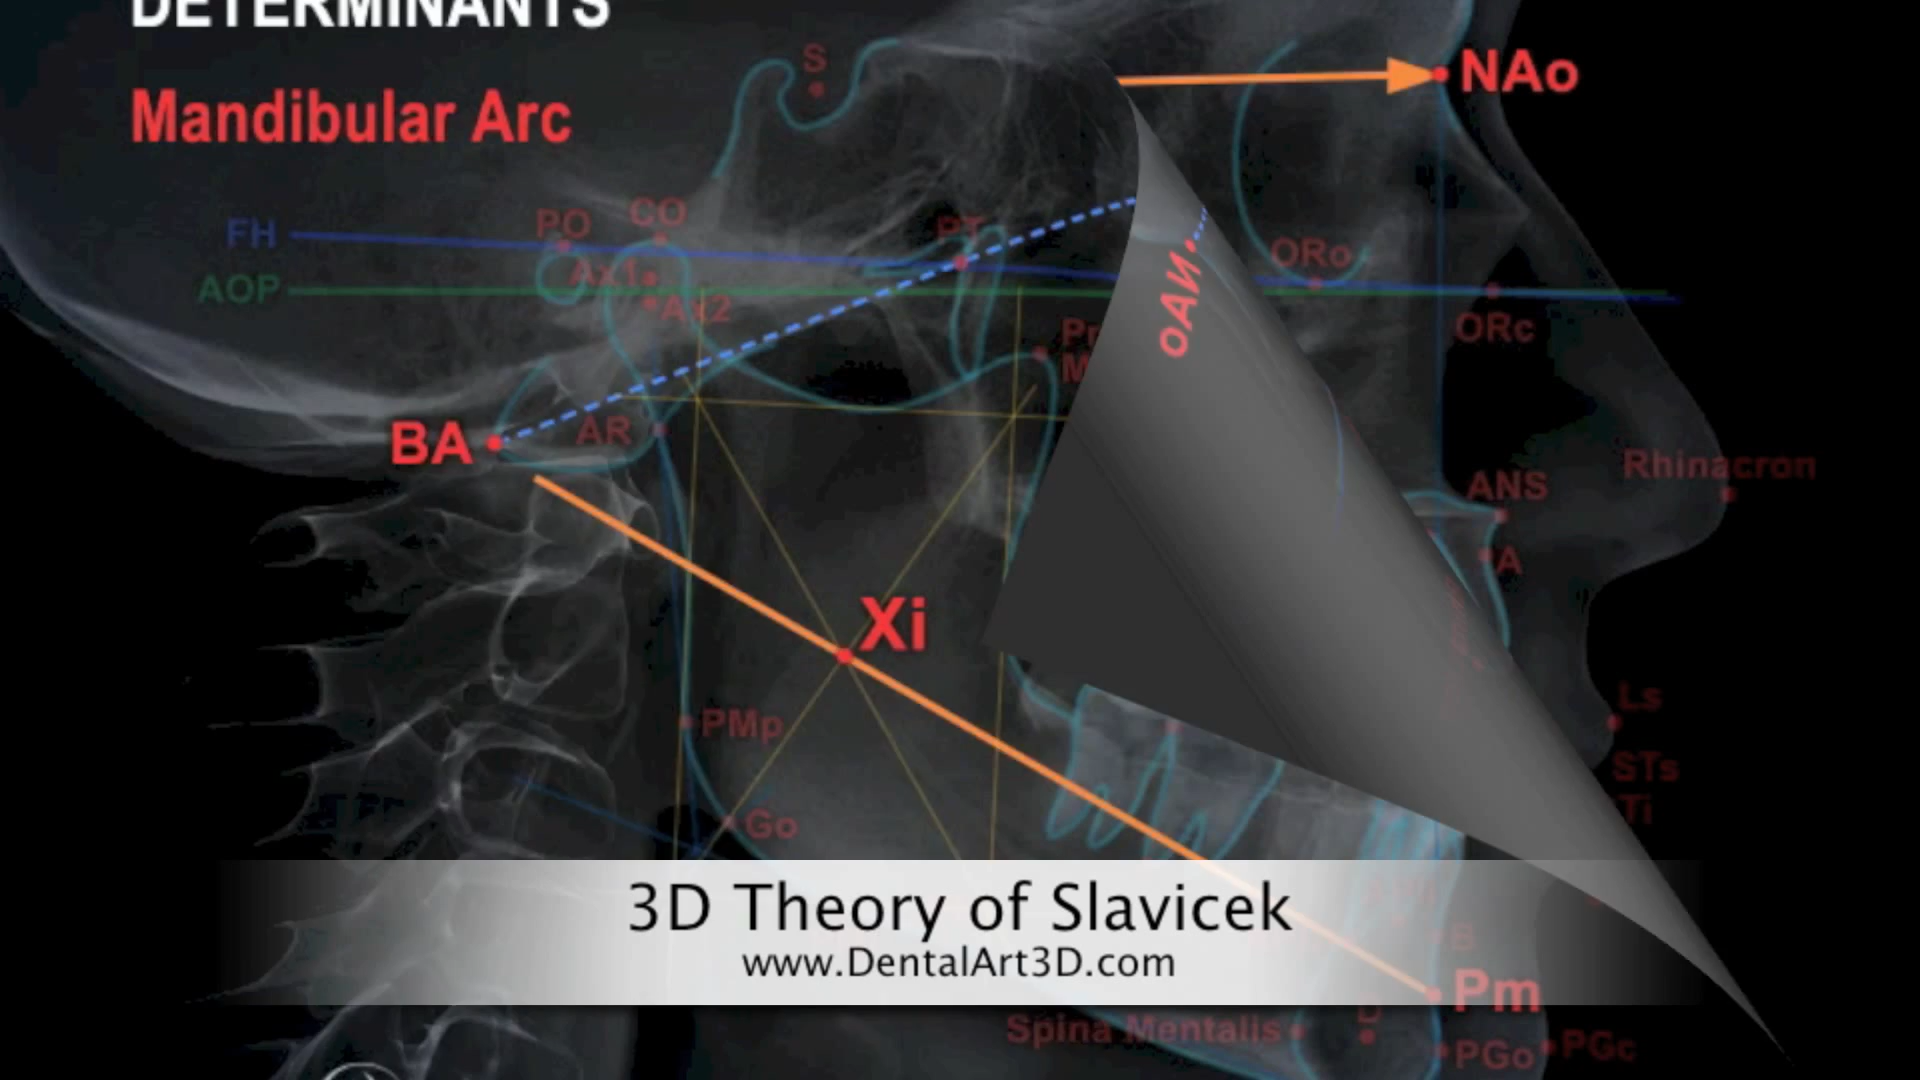 DETERMINANTS
Mandibular Arc
S
NAo
PO
CO
FH
PT
ORo
AOP
Ax1
Ax2
OAN
ORc
Pr
M
BA
AR
Rhinacron
ANS
A
Xi
Ls
PMp
STs
Ti
Go
3D Theory of Slavicek
B
www.DentalArt3D.com
Pm
D
Spina Mentalis
PGo
PGc